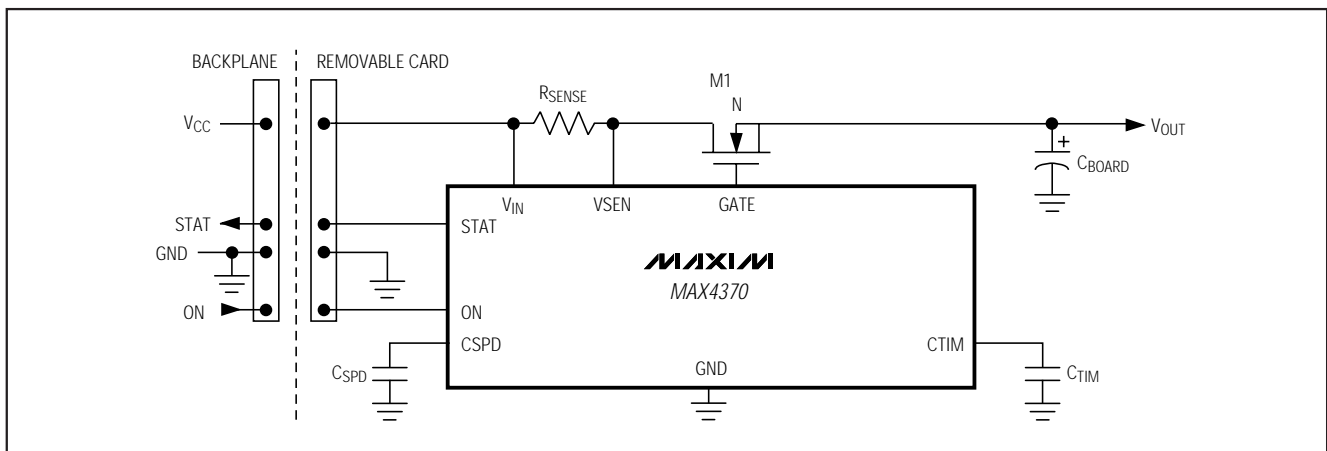 BACKPLANE
REMOVABLE CARD
M1
N
RSENSE
VCC
VOUT
+
CBOARD
VIN
VSEN
GATE
STAT
STAT
GND
MAXIM
MAX4370
ON
ON
CSPD
CTIM
GND
CSPD
CTIM